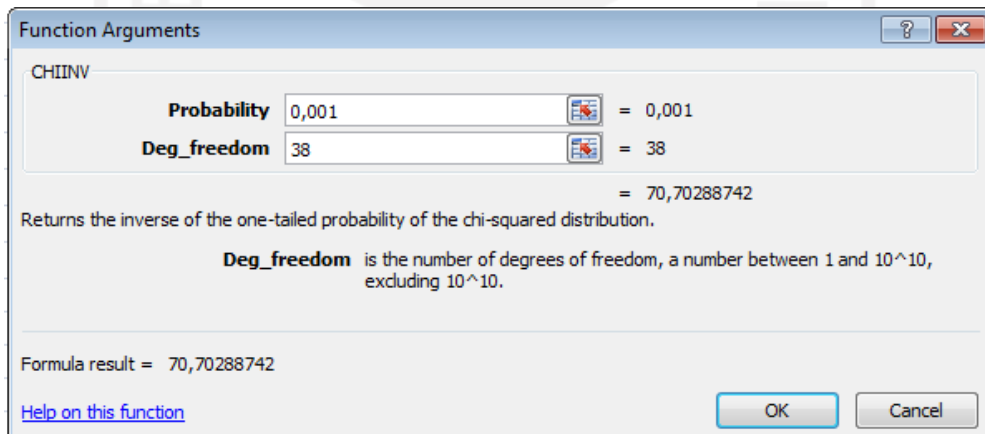 Function Arguments
?
CHIINV
Probability 0,001 = 0,001
Deg_freedom 38 = 38
= 70,70288742
Returns the inverse of the one-tailed probability of the chi-squared distribution.
Deg_freedom is the number of degrees of freedom, a number between 1 and 10^10,
excluding 10^10.
Formula result = 70,70288742
Help on this function OK Cancel